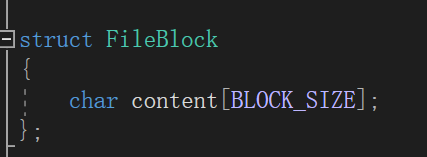 struct FileBlock
{
char content[BLOCK_SIZE];
};